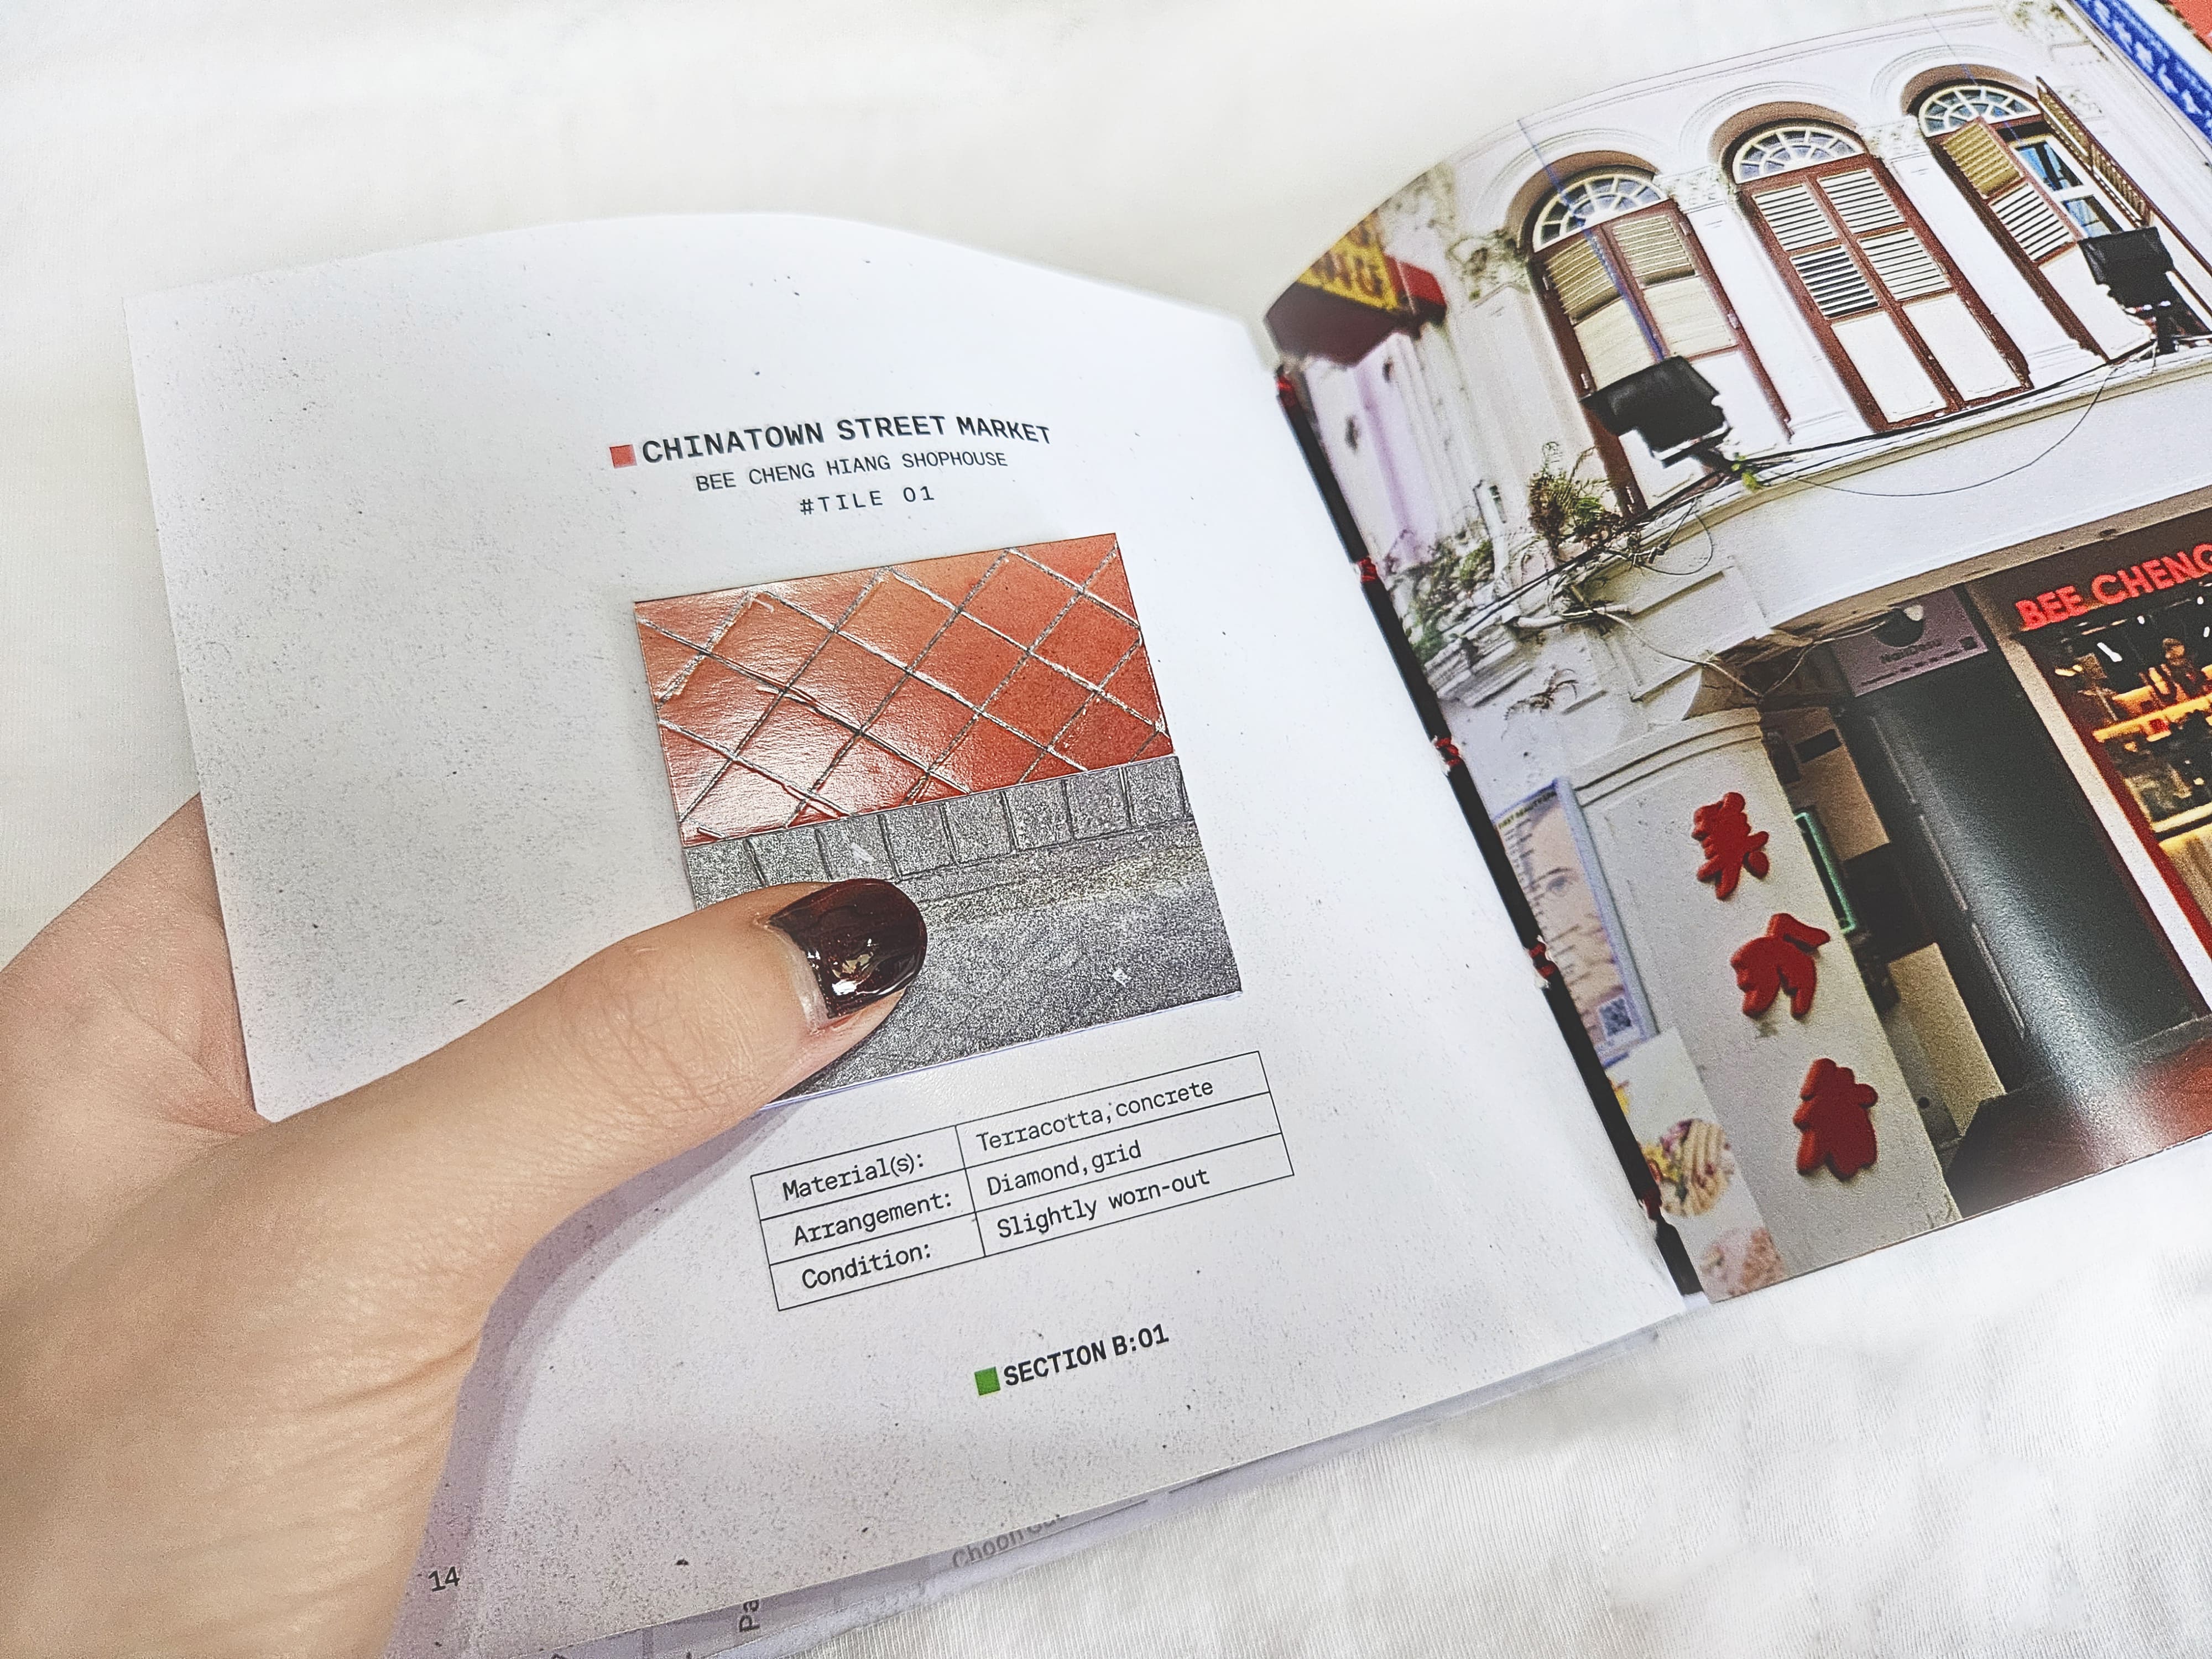 CHINATOWN STREET MARKET
BEE CHENG HIANG SHOPHOUSE
#TILE 01
Material(s): Terracotta, concrete
Arrangement: Diamond, grid
Condition: Slightly worn-out
SECTION B:01
14
Pa
BEE CHENG
美
珍
香